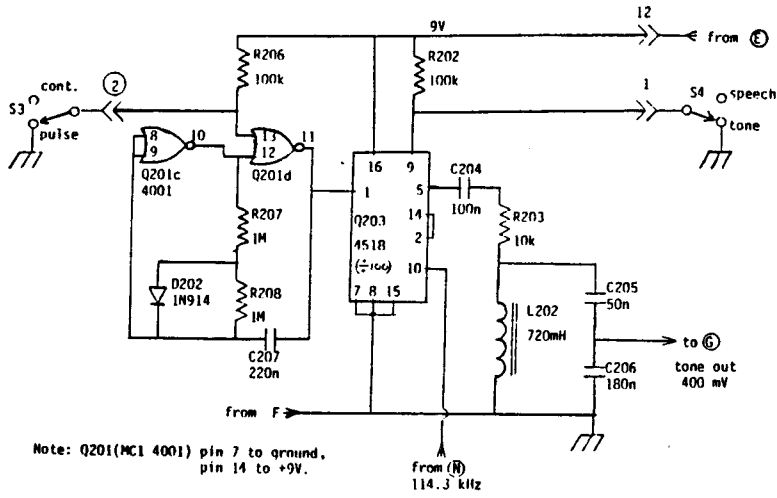 12
9V
from E
R206
100k
R202
100k
cont.
2
S3
pulse
1
S4
speech
tone
8
9
10
13
12
11
Q201c
4001
Q201d
16
9
1
Q203
4518
(÷100)
5
14
2
10
7 8 15
C204
100n
R203
10k
R207
1M
D202
1N914
R208
1M
C207
220n
L202
720mH
C205
50n
C206
180n
to G
tone out
400 mV
from F
Note: Q201(MC1 4001) pin 7 to ground,
pin 14 to +9V.
from N
114.3 kHz